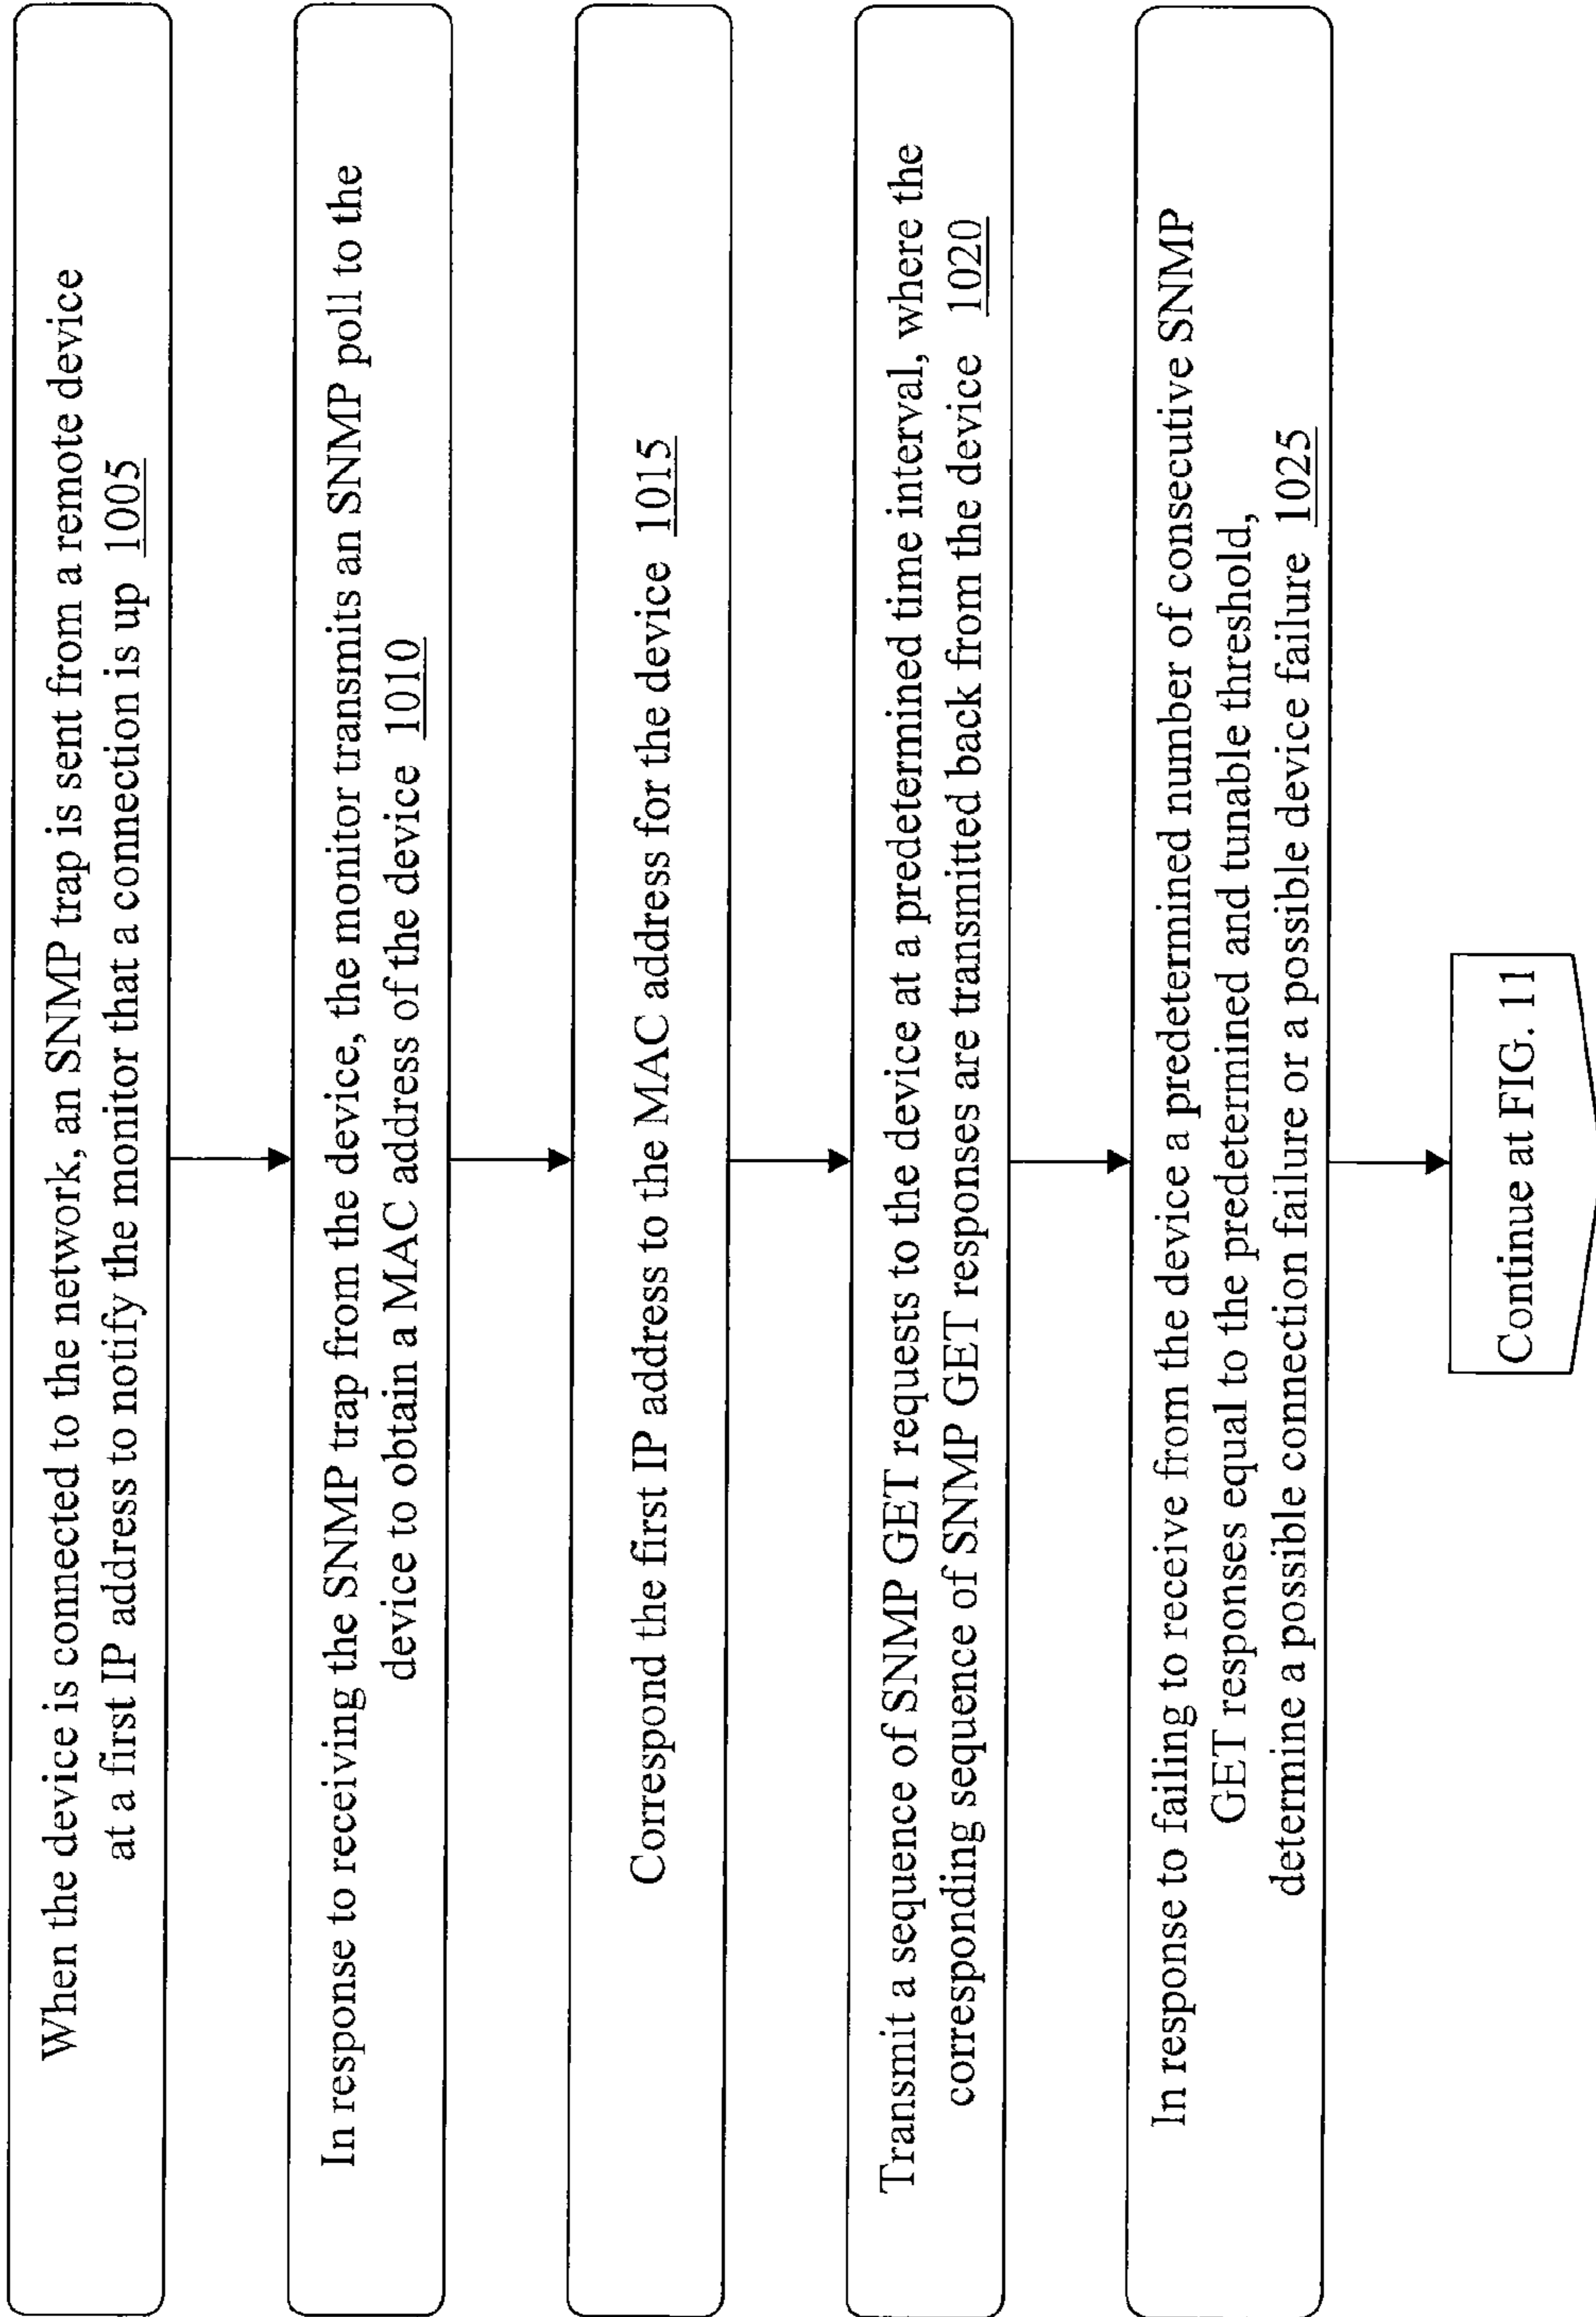 When the device is connected to the network, an SNMP trap is sent from a remote device
at a first IP address to notify the monitor that a connection is up 1005
In response to receiving the SNMP trap from the device, the monitor transmits an SNMP poll to the
device to obtain a MAC address of the device 1010
Correspond the first IP address to the MAC address for the device 1015
Transmit a sequence of SNMP GET requests to the device at a predetermined time interval, where the
corresponding sequence of SNMP GET responses are transmitted back from the device 1020
In response to failing to receive from the device a predetermined number of consecutive SNMP
GET responses equal to the predetermined and tunable threshold,
determine a possible connection failure or a possible device failure 1025
Continue at FIG. 11